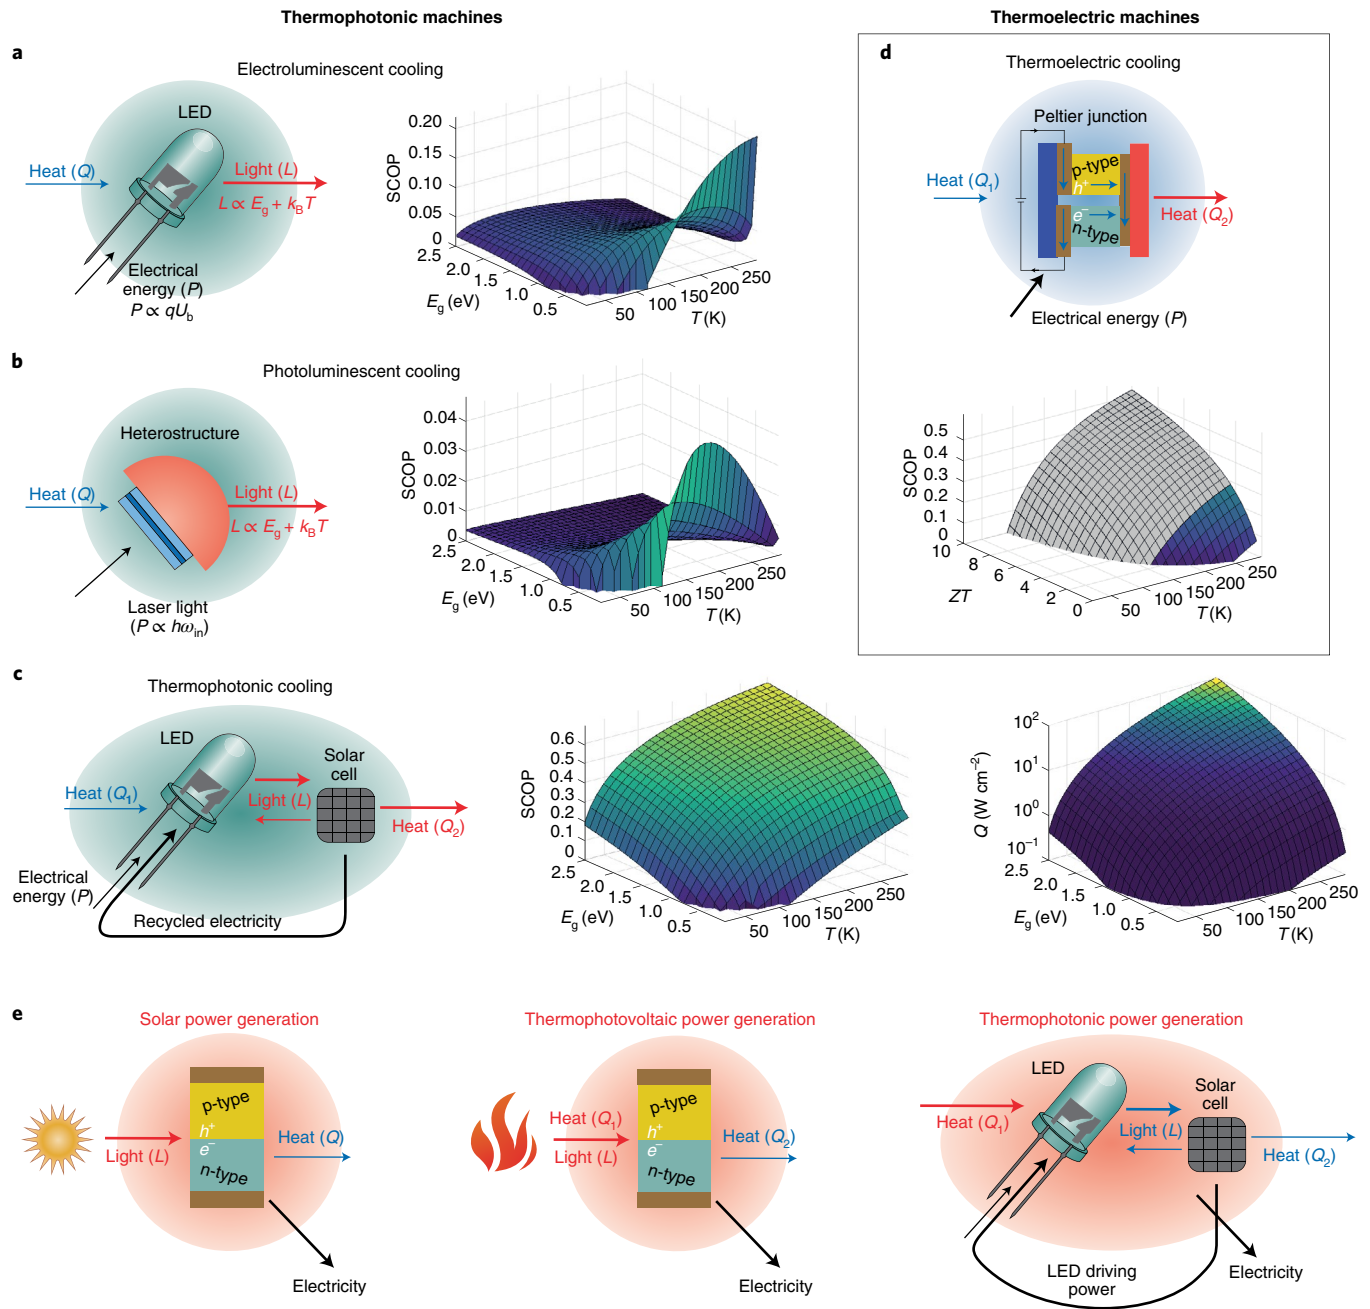 Thermophotonic machines
Thermoelectric machines
a
Electroluminescent cooling
LED
Heat (Q)
Light (L)
L ∝ E_g + k_BT
Electrical
energy (P)
P ∝ qU_b
SCOP
0.20
0.15
0.10
0.05
0
2.5
2.0
1.5
1.0
0.5
E_g (eV)
50
100
150
200
250
T (K)
b
Photoluminescent cooling
Heterostructure
Heat (Q)
Light (L)
L ∝ E_g + k_BT
Laser light
(P ∝ hω_in)
SCOP
0.04
0.03
0.02
0.01
0
2.5
2.0
1.5
1.0
0.5
E_g (eV)
50
100
150
200
250
T (K)
d
Thermoelectric cooling
Peltier junction
p-type
h⁺
e⁻
n-type
Heat (Q₁)
Heat (Q₂)
Electrical energy (P)
SCOP
0.5
0.4
0.3
0.2
0.1
0
10
8
6
4
2
0
ZT
50
100
150
200
250
T (K)
c
Thermophotonic cooling
LED
Solar
cell
Heat (Q₁)
Light (L)
Heat (Q₂)
Electrical
energy (P)
Recycled electricity
SCOP
0.6
0.5
0.4
0.3
0.2
0.1
0
2.5
2.0
1.5
1.0
0.5
E_g (eV)
50
100
150
200
250
T (K)
Q (W cm⁻²)
10²
10¹
10⁰
10⁻¹
2.5
2.0
1.5
1.0
0.5
E_g (eV)
50
100
150
200
250
T (K)
e
Solar power generation
p-type
h⁺
e⁻
n-type
Light (L)
Heat (Q)
Electricity
Thermophotovoltaic power generation
p-type
h⁺
e⁻
n-type
Heat (Q₁)
Light (L)
Heat (Q₂)
Electricity
Thermophotonic power generation
LED
Solar
cell
Heat (Q₁)
Light (L)
Heat (Q₂)
LED driving
power
Electricity